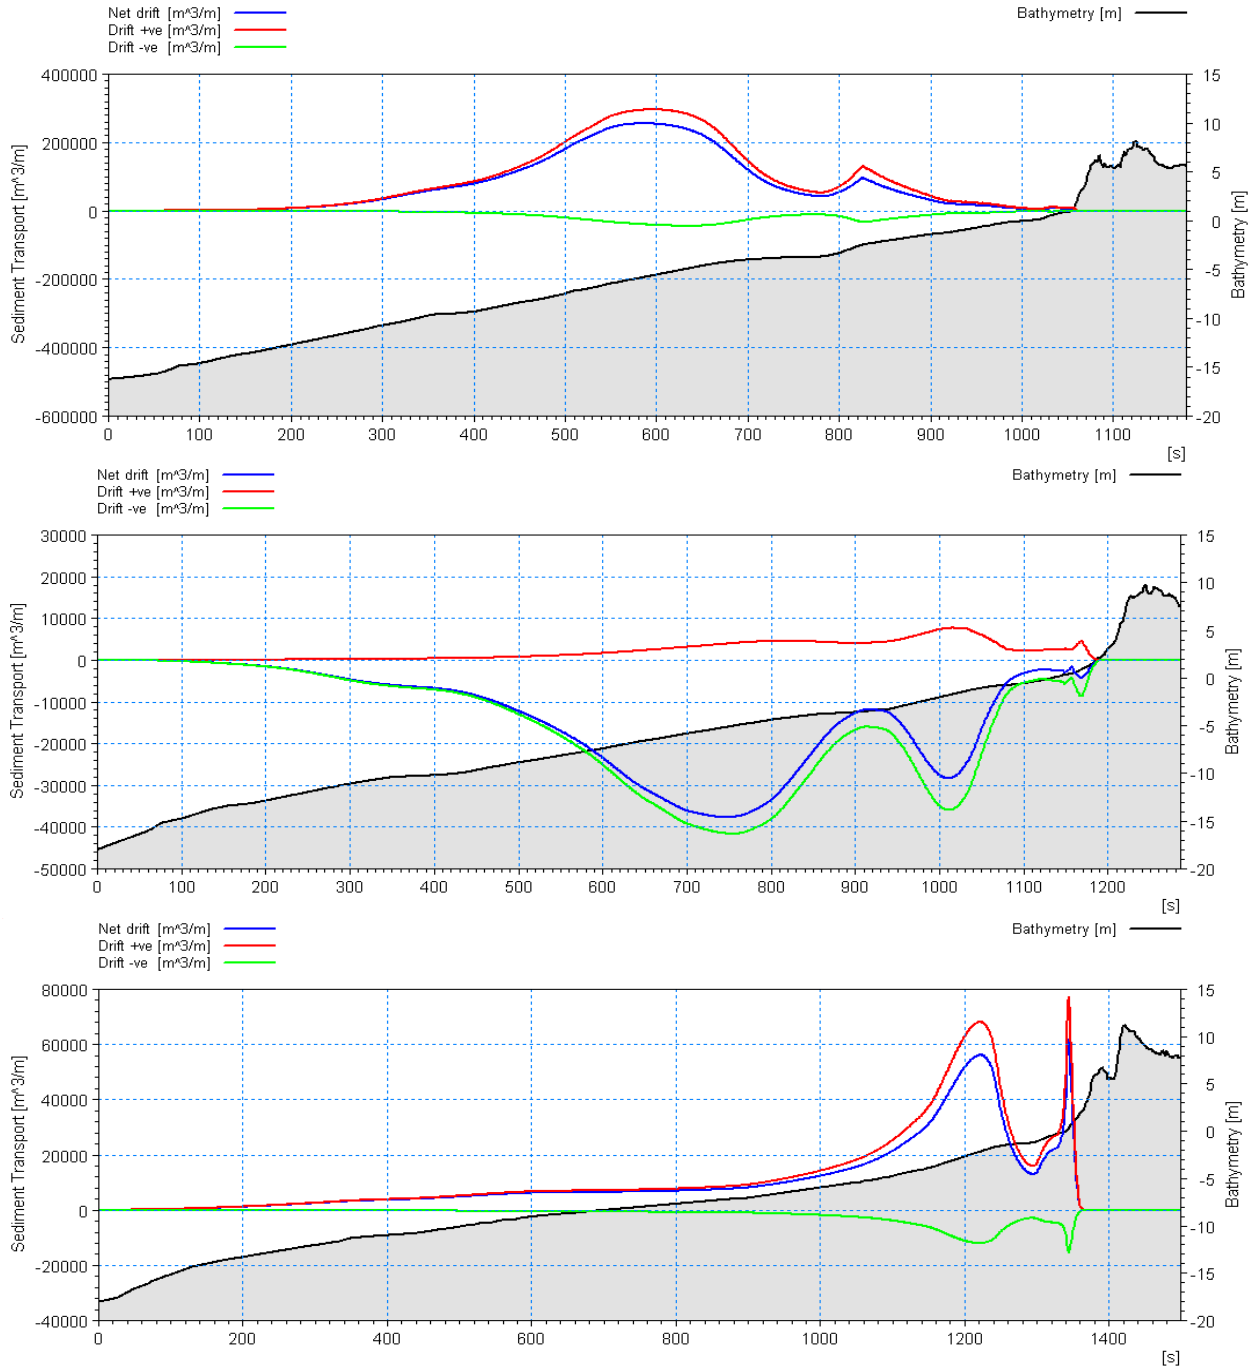 Net drift [m^3/m]
Drift +ve [m^3/m]
Drift -ve [m^3/m]
Bathymetry [m]
Sediment Transport [m^3/m]
400000
200000
0
-200000
-400000
-600000
15
10
5
0
-5
-10
-15
-20
Bathymetry [m]
0 100 200 300 400 500 600 700 800 900 1000 1100
[s]
Net drift [m^3/m]
Drift +ve [m^3/m]
Drift -ve [m^3/m]
Bathymetry [m]
Sediment Transport [m^3/m]
30000
20000
10000
0
-10000
-20000
-30000
-40000
-50000
15
10
5
0
-5
-10
-15
-20
Bathymetry [m]
0 100 200 300 400 500 600 700 800 900 1000 1100 1200
[s]
Net drift [m^3/m]
Drift +ve [m^3/m]
Drift -ve [m^3/m]
Bathymetry [m]
Sediment Transport [m^3/m]
80000
60000
40000
20000
0
-20000
-40000
15
10
5
0
-5
-10
-15
-20
Bathymetry [m]
0 200 400 600 800 1000 1200 1400
[s]